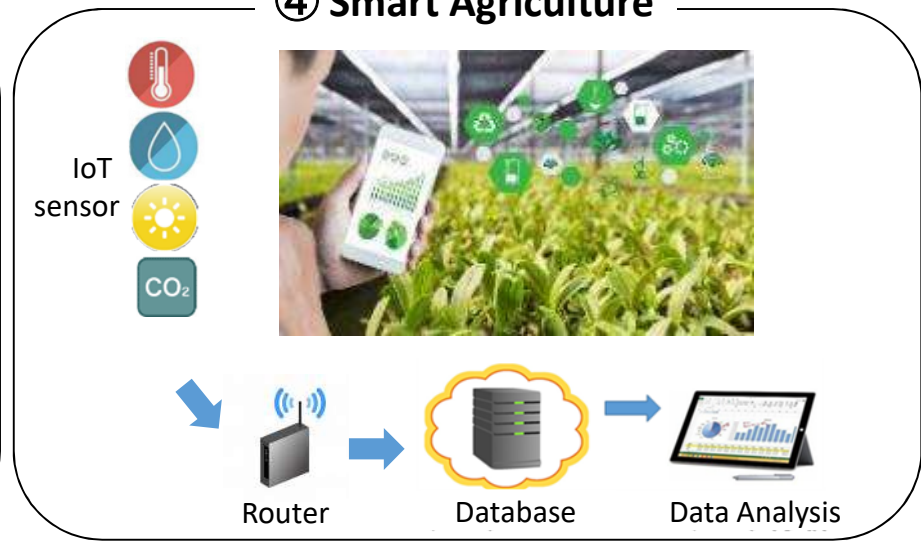 ④ Smart Agriculture
IoT
sensor
CO₂
Router
Database
Data Analysis